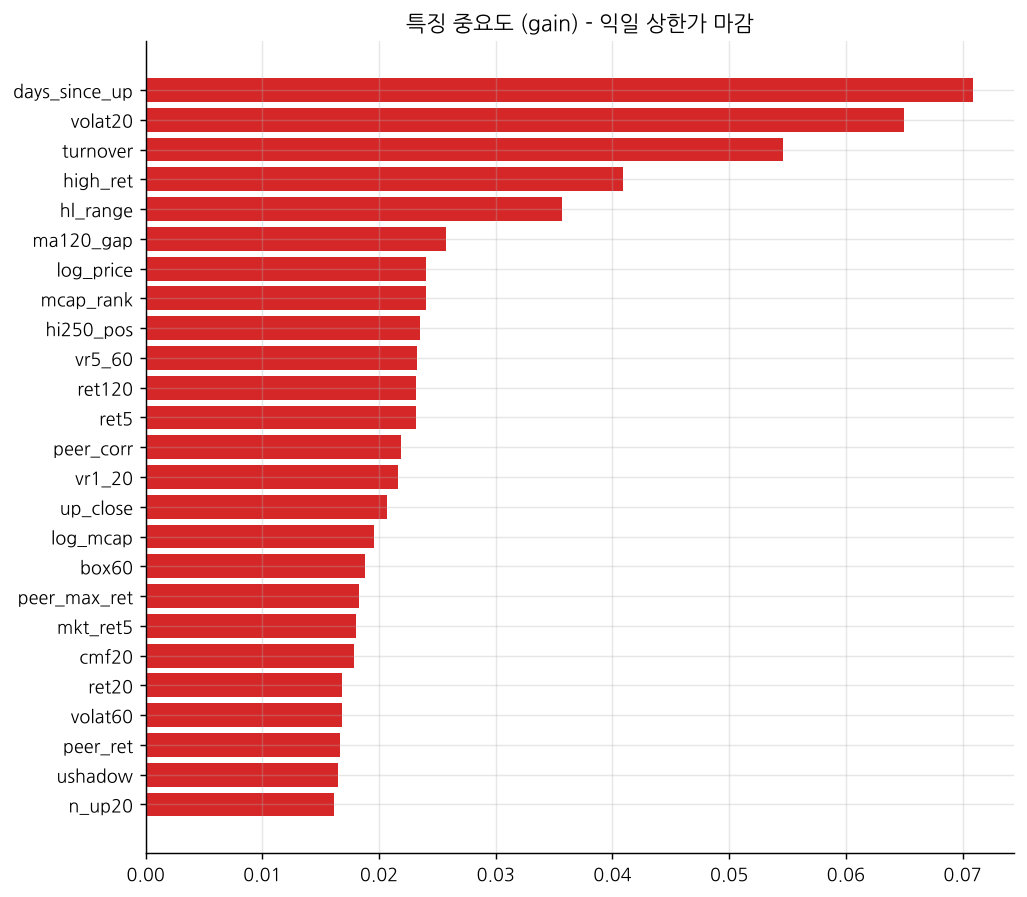 특징 중요도 (gain) - 익일 상한가 마감
days_since_up
volat20
turnover
high_ret
hl_range
ma120_gap
log_price
mcap_rank
hi250_pos
vr5_60
ret120
ret5
peer_corr
vr1_20
up_close
log_mcap
box60
peer_max_ret
mkt_ret5
cmf20
ret20
volat60
peer_ret
ushadow
n_up20
0.00 0.01 0.02 0.03 0.04 0.05 0.06 0.07